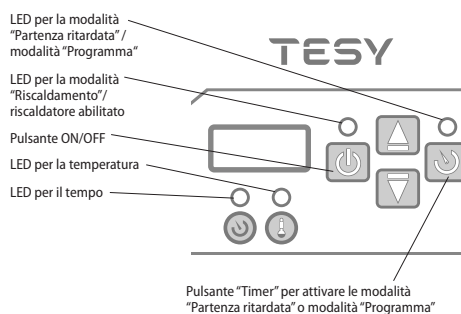 LED per la modalità
“Partenza ritardata” /
modalità “Programma“
TESY
LED per la modalità
“Riscaldamento”/
riscaldatore abilitato
Pulsante ON/OFF
LED per la temperatura
LED per il tempo
Pulsante “Timer” per attivare le modalità
“Partenza ritardata” o modalità “Programma”